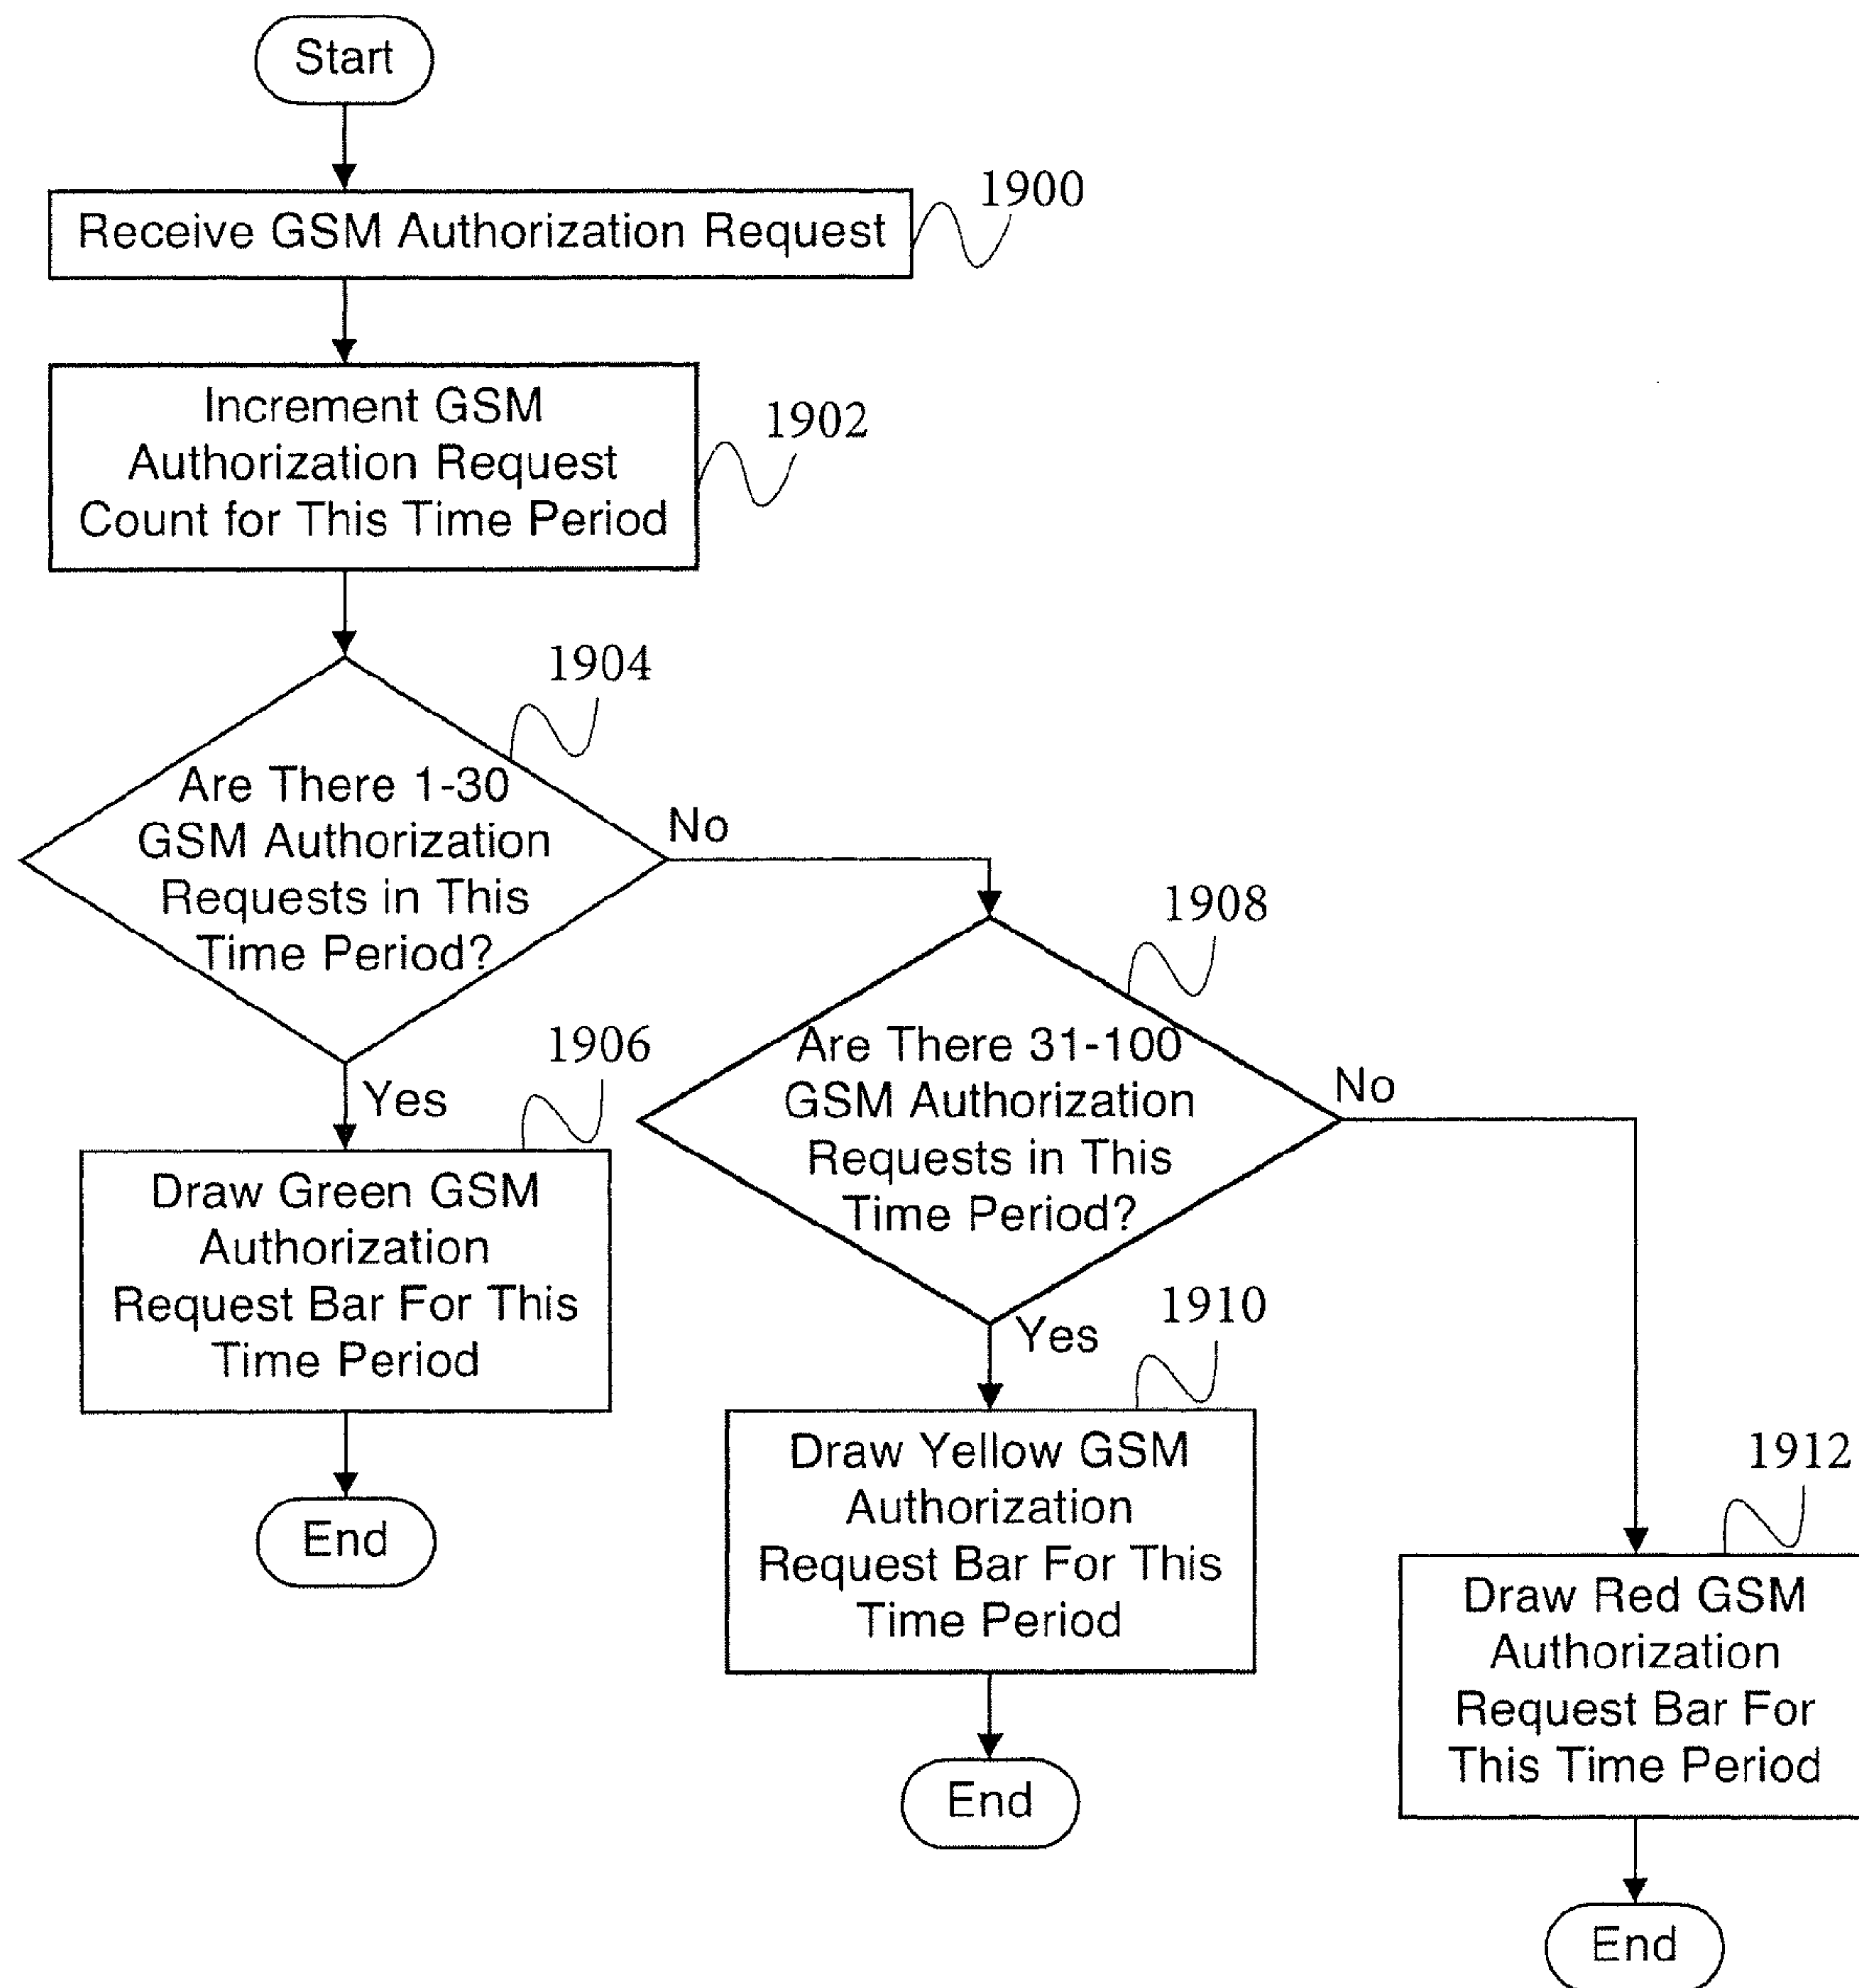 Start
Receive GSM Authorization Request
1900
Increment GSM
Authorization Request
Count for This Time Period
1902
1904
Are There 1-30
GSM Authorization
Requests in This
Time Period?
No
Yes
1906
Draw Green GSM
Authorization
Request Bar For This
Time Period
End
1908
Are There 31-100
GSM Authorization
Requests in This
Time Period?
No
Yes
1910
Draw Yellow GSM
Authorization
Request Bar For This
Time Period
End
1912
Draw Red GSM
Authorization
Request Bar For
This Time Period
End